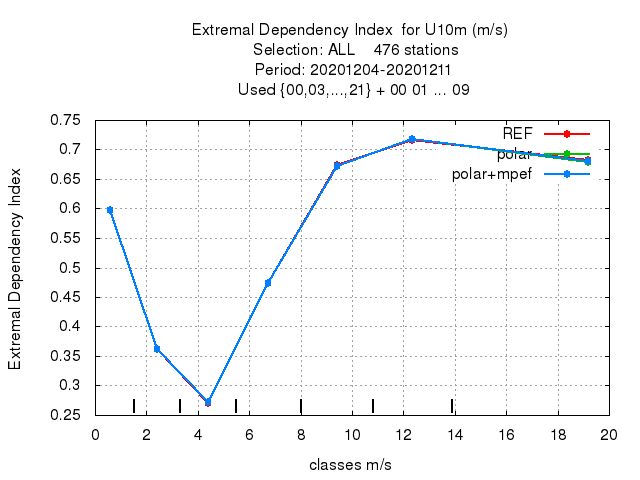 Extremal Dependency Index  for U10m (m/s)
Selection: ALL    476 stations
Period: 20201204-20201211
Used {00,03,...,21} + 00 01 ... 09
Extremal Dependency Index
0.75
0.7
0.65
0.6
0.55
0.5
0.45
0.4
0.35
0.3
0.25
REF
polar
polar+mpef
0 2 4 6 8 10 12 14 16 18 20
classes m/s